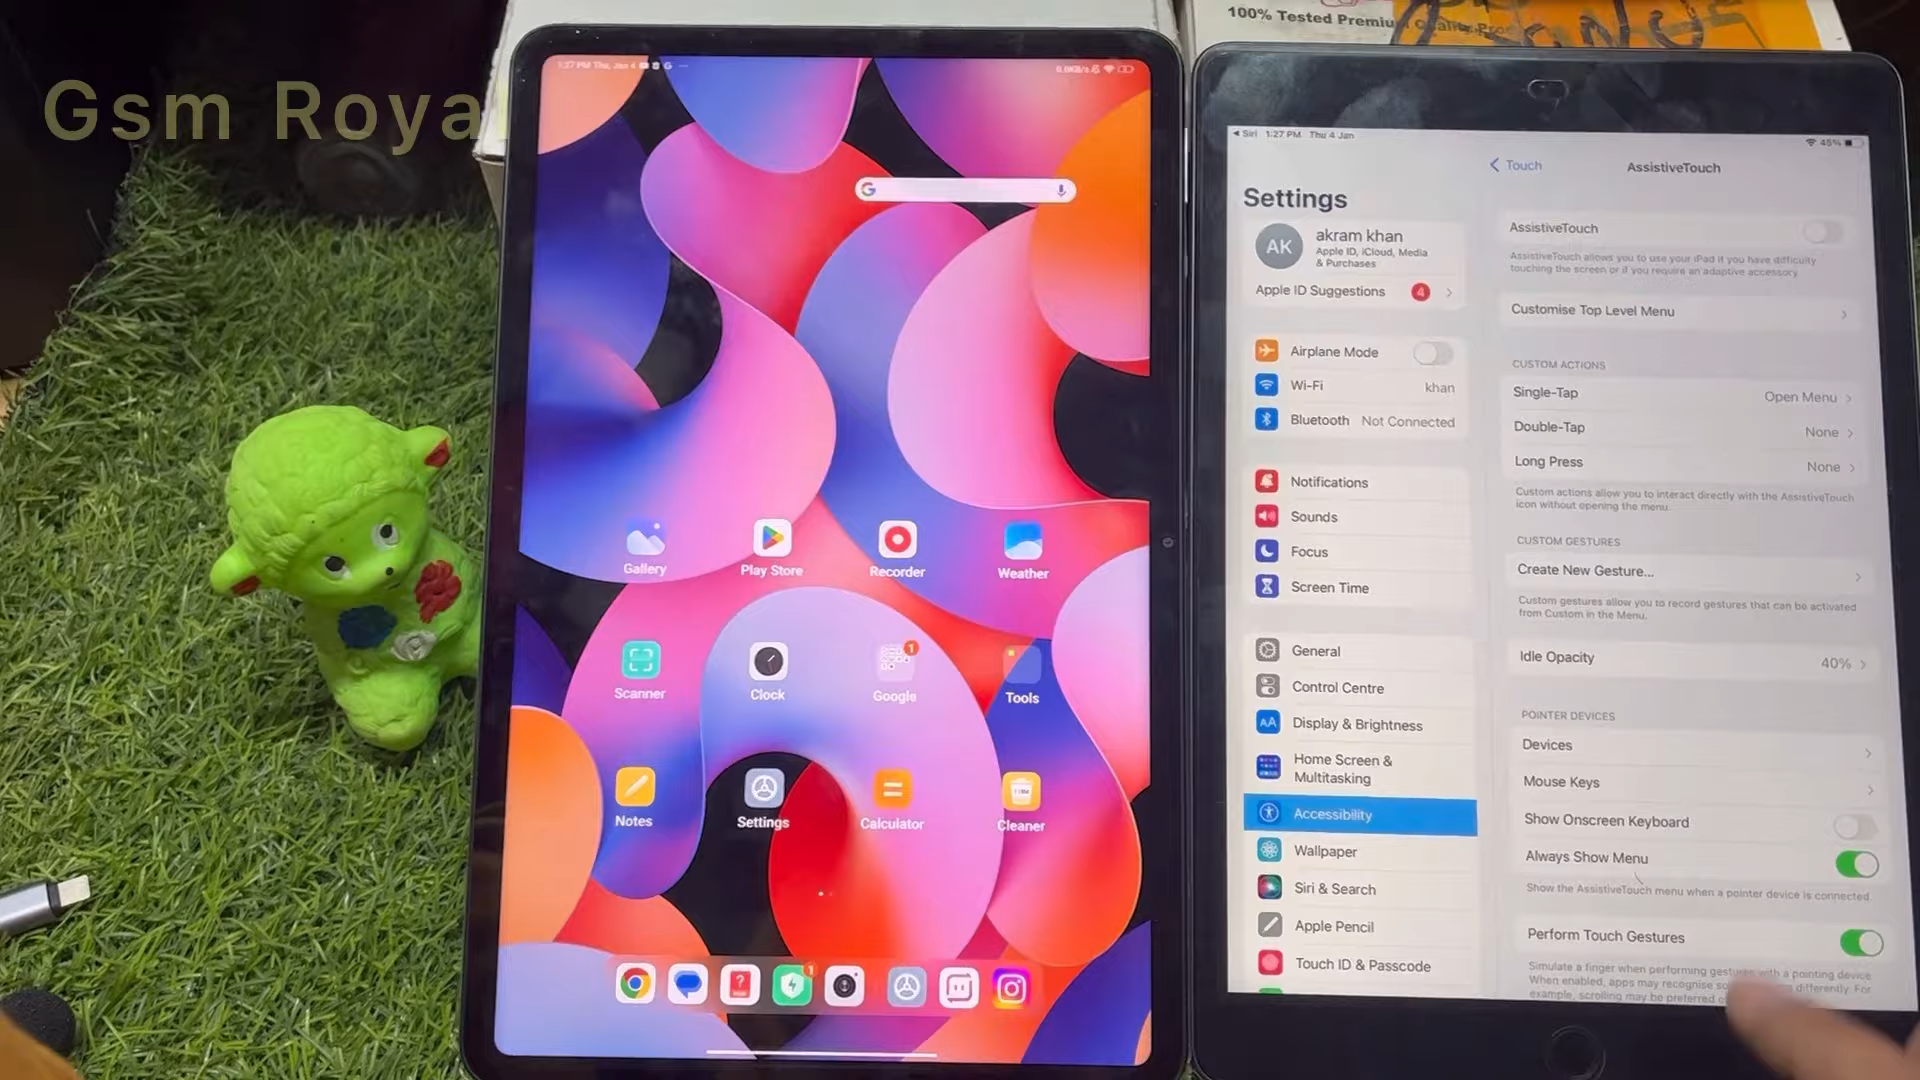 Gsm Roya
100% Tested Premium Quality Pro
1:27 PM Thu, Jan 4
0.0KB/s
Gallery
Play Store
Recorder
Weather
Scanner
Clock
1
Google
Tools
Notes
Settings
Calculator
Cleaner
1
Siri 1:27 PM Thu 4 Jan
45%
Settings
AK
akram khan
Apple ID, iCloud, Media
& Purchases
Apple ID Suggestions 4
Airplane Mode
Wi-Fi khan
Bluetooth Not Connected
Notifications
Sounds
Focus
Screen Time
General
Control Centre
AA Display & Brightness
Home Screen &
Multitasking
Accessibility
Wallpaper
Siri & Search
Apple Pencil
Touch ID & Passcode
Touch AssistiveTouch
AssistiveTouch
AssistiveTouch allows you to use your iPad if you have difficulty
touching the screen or if you require an adaptive accessory.
Customise Top Level Menu
CUSTOM ACTIONS
Single-Tap Open Menu
Double-Tap None
Long Press None
Custom actions allow you to interact directly with the AssistiveTouch
icon without opening the menu.
CUSTOM GESTURES
Create New Gesture...
Custom gestures allow you to record gestures that can be activated
from Custom in the Menu.
Idle Opacity 40%
POINTER DEVICES
Devices
Mouse Keys
Show Onscreen Keyboard
Always Show Menu
Show the AssistiveTouch menu when a pointer device is connected.
Perform Touch Gestures
Simulate a finger when performing gestures with a pointing device
When enabled, apps may recognise so differently. For
example, scrolling may be preferred